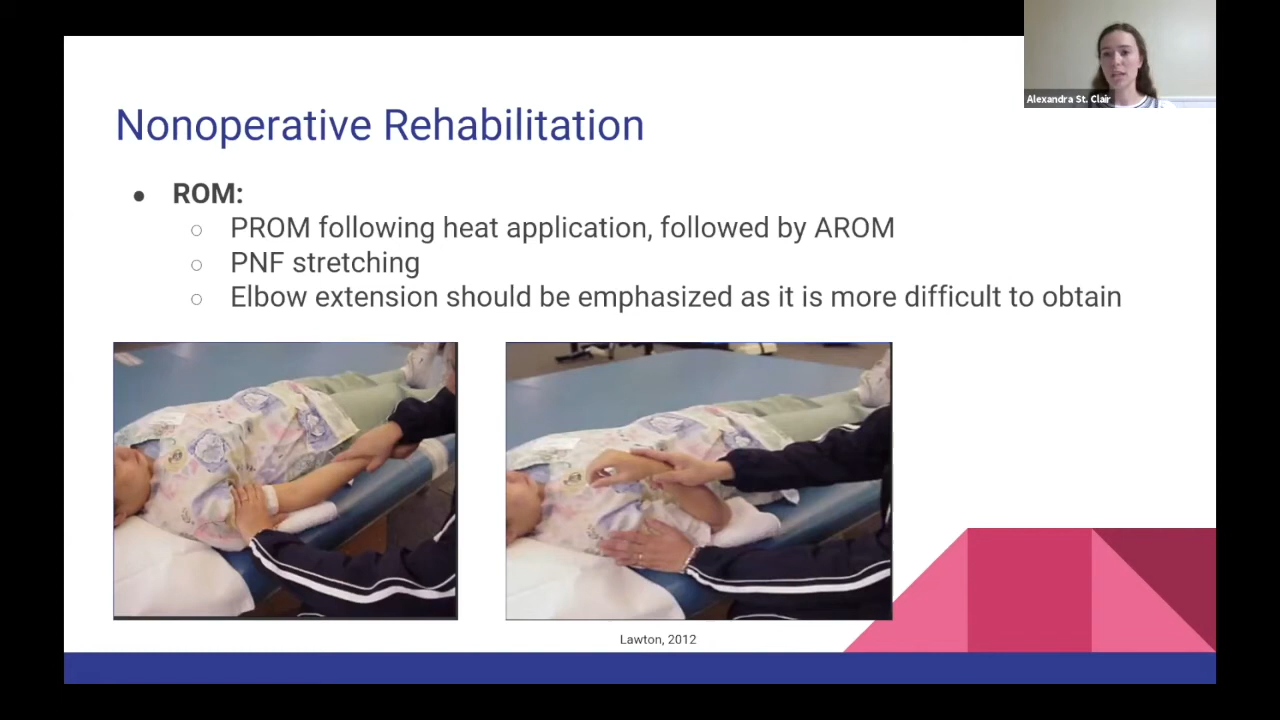 Alexandra St. Clair
Nonoperative Rehabilitation
● ROM:
○ PROM following heat application, followed by AROM
○ PNF stretching
○ Elbow extension should be emphasized as it is more difficult to obtain
Lawton, 2012